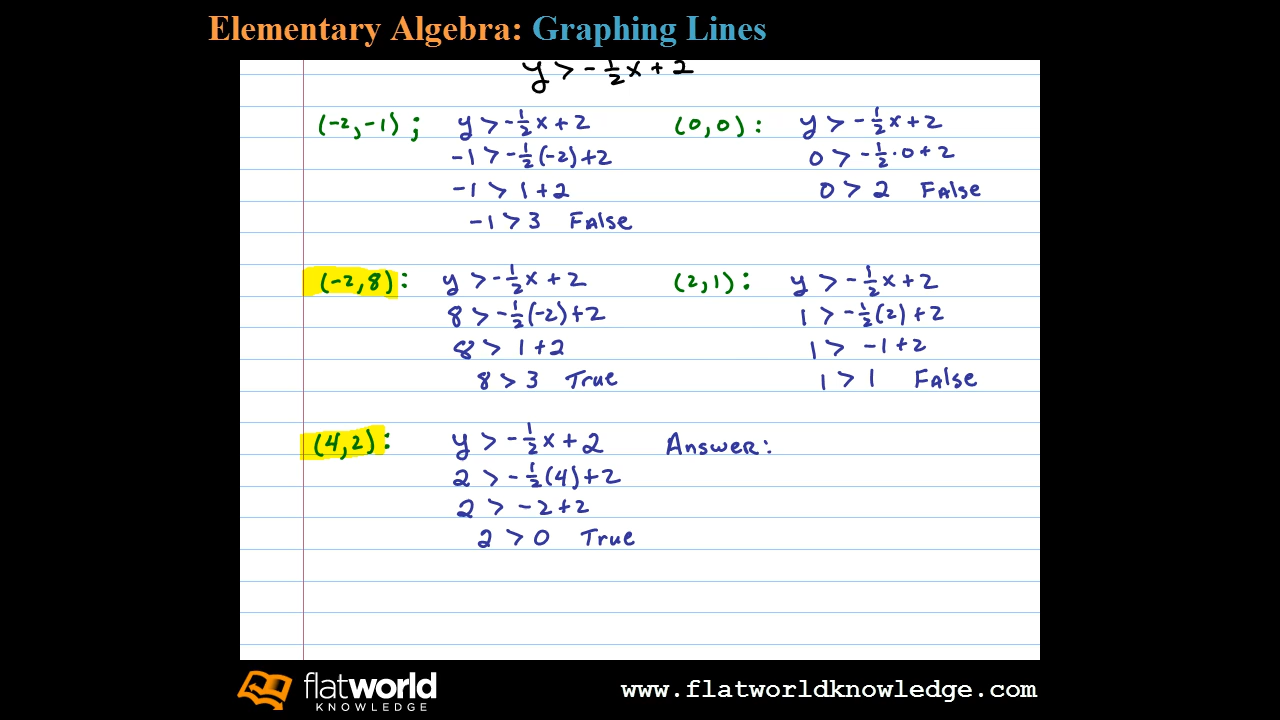 Elementary Algebra: Graphing Lines
y > -1/2x + 2
(-2,-1); y > -1/2x + 2 (0,0): y > -1/2x + 2
-1 > -1/2(-2) + 2 0 > -1/2·0 + 2
-1 > 1 + 2 0 > 2 False
-1 > 3 False
(-2,8): y > -1/2x + 2 (2,1): y > -1/2x + 2
8 > -1/2(-2) + 2 1 > -1/2(2) + 2
8 > 1 + 2 1 > -1 + 2
8 > 3 True 1 > 1 False
(4,2): y > -1/2x + 2 Answer:
2 > -1/2(4) + 2
2 > -2 + 2
2 > 0 True
flatworld
KNOWLEDGE
www.flatworldknowledge.com